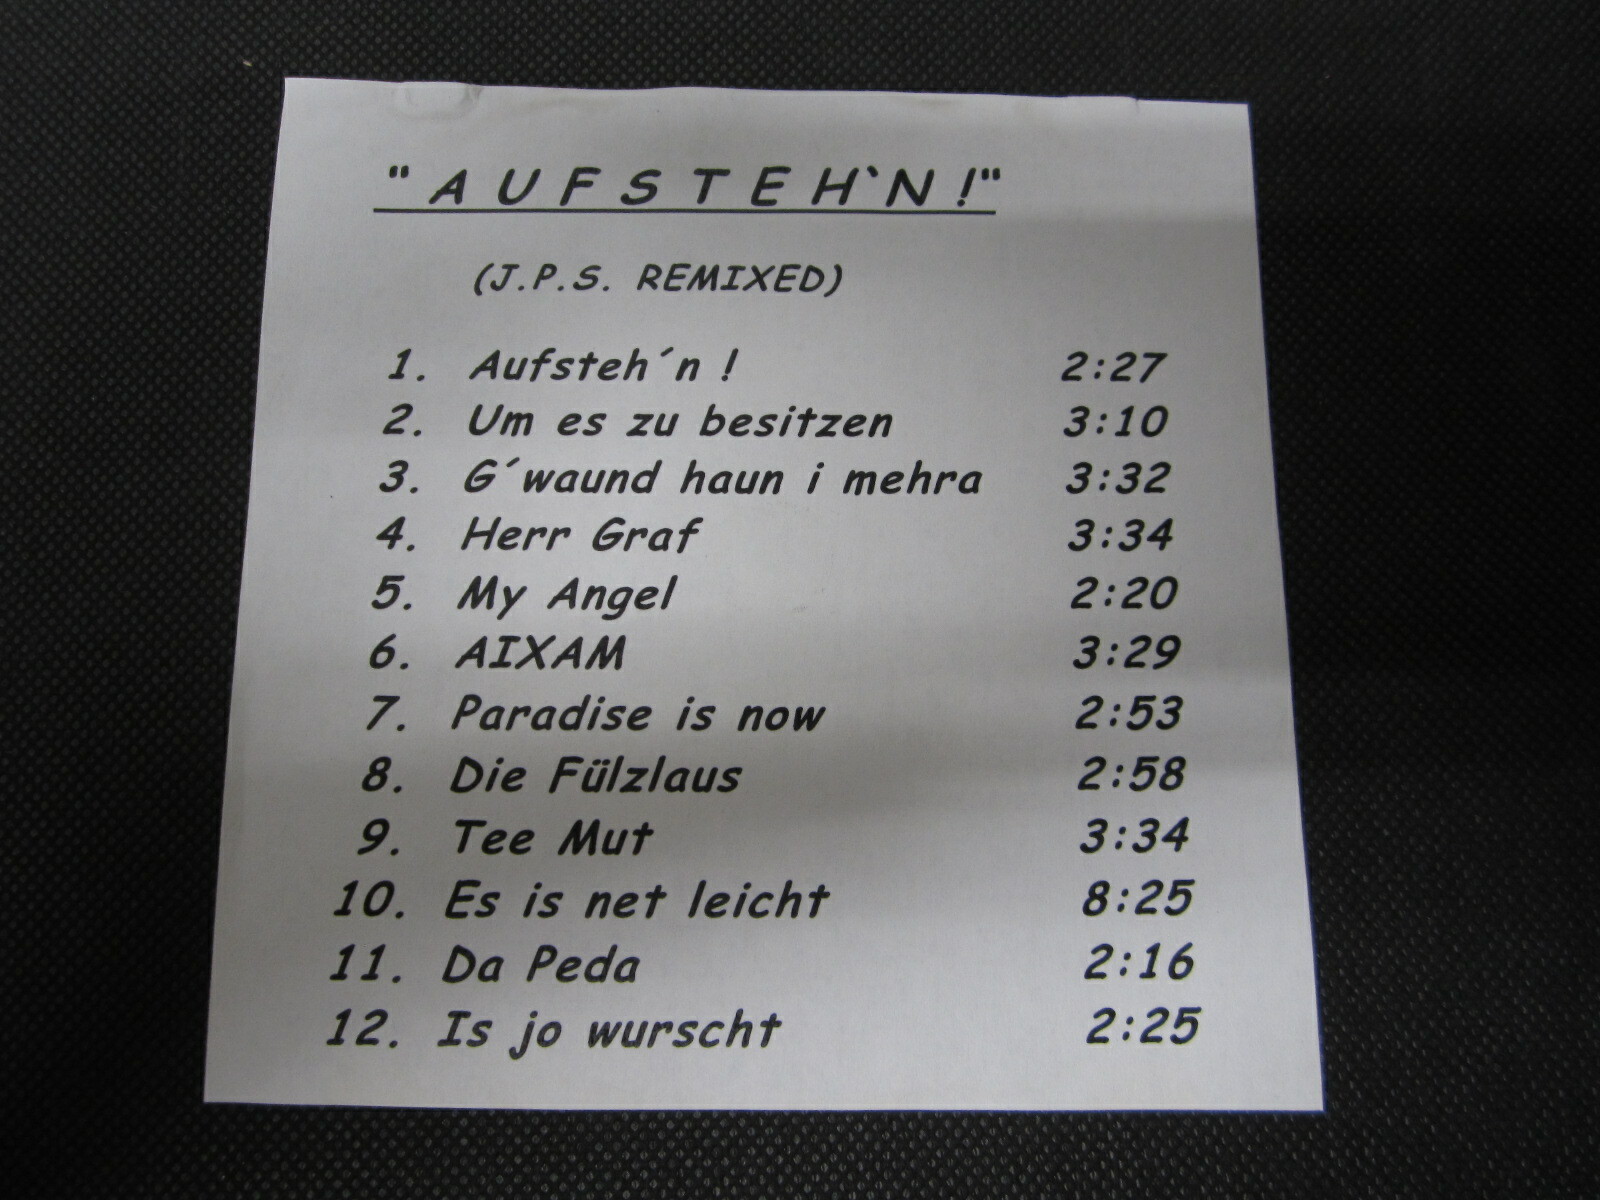 " A U F S T E H`N !"
(J.P.S. REMIXED)
1. Aufsteh´n ! 2:27
2. Um es zu besitzen 3:10
3. G´waund haun i mehra 3:32
4. Herr Graf 3:34
5. My Angel 2:20
6. AIXAM 3:29
7. Paradise is now 2:53
8. Die Fülzlaus 2:58
9. Tee Mut 3:34
10. Es is net leicht 8:25
11. Da Peda 2:16
12. Is jo wurscht 2:25